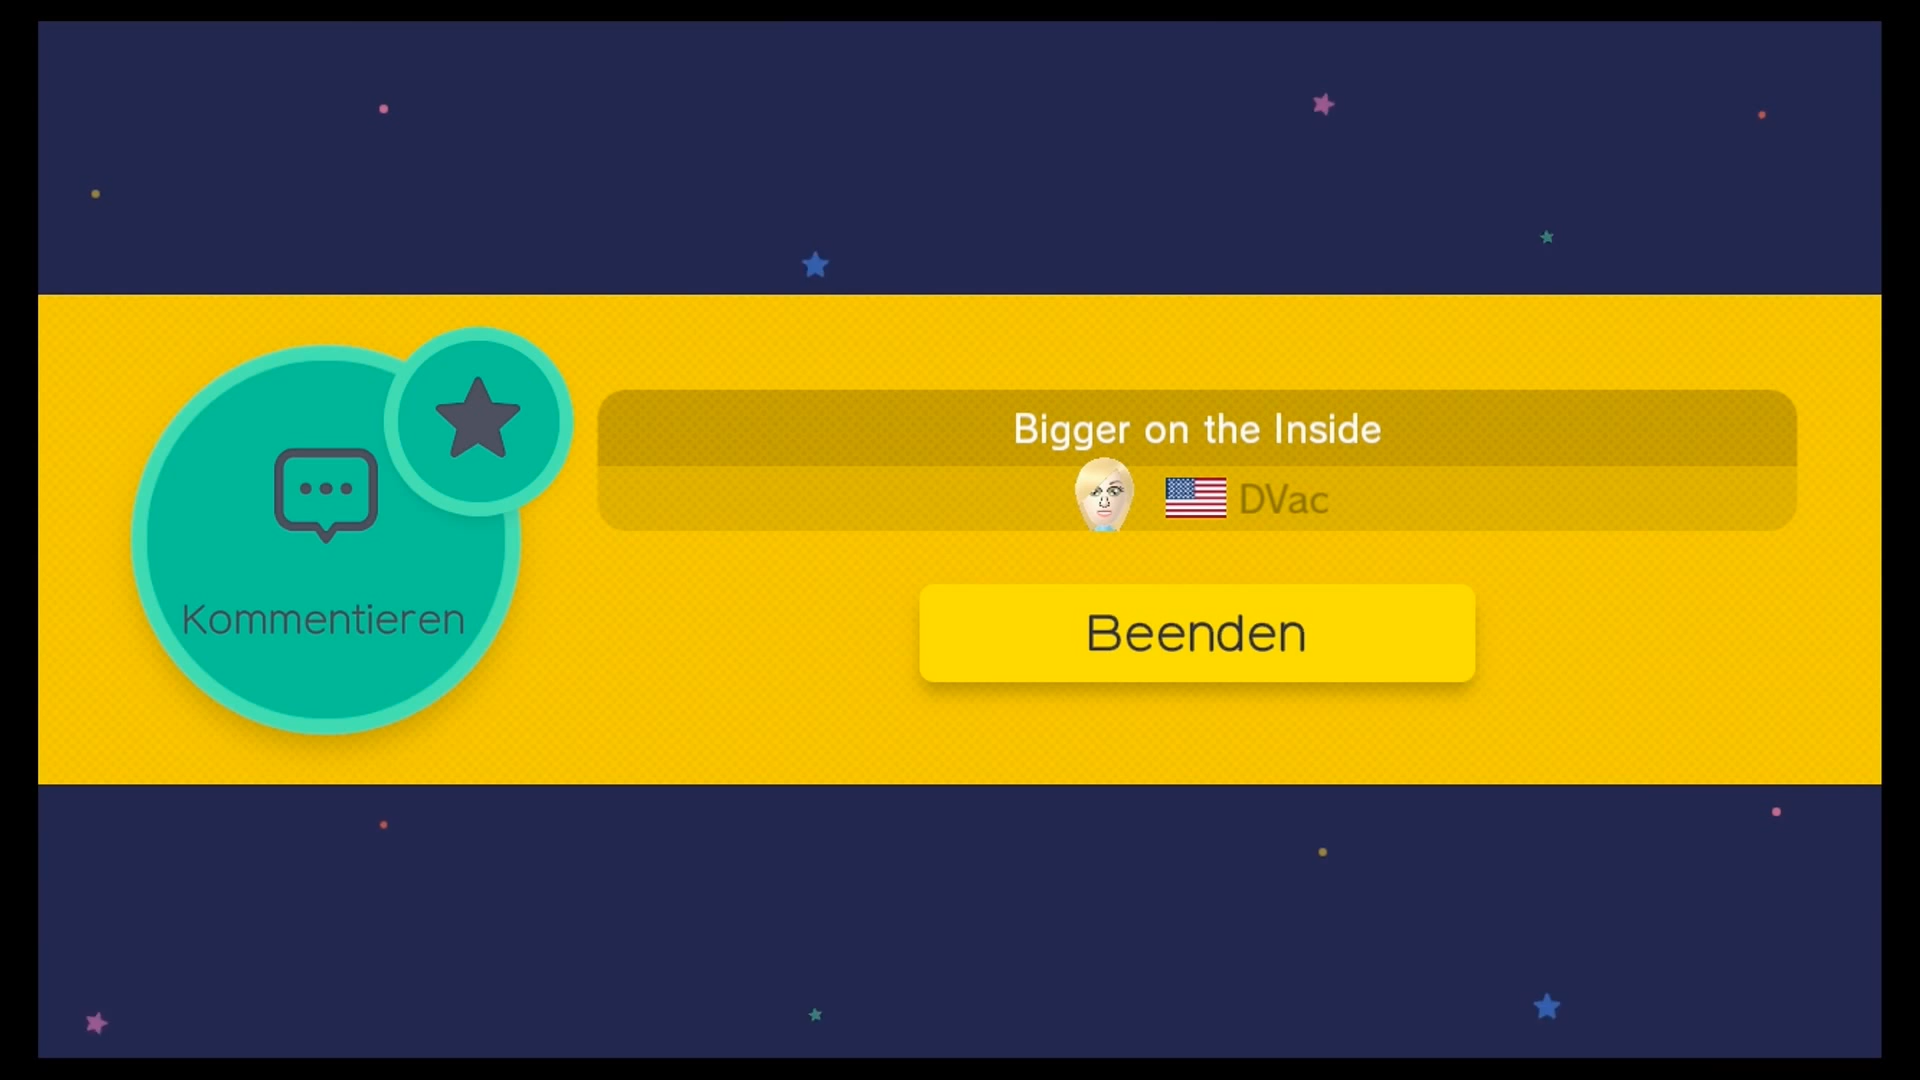 Bigger on the Inside
DVac
Kommentieren
Beenden